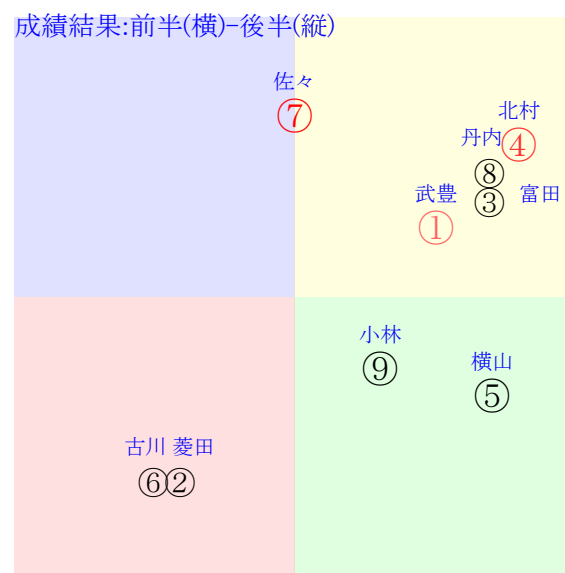 成績結果:前半(横)-後半(縦)
佐々
⑦
北村
④
丹内
⑧
武豊
③
富田
①
小林
⑨
横山
⑤
古川 菱田
⑥②